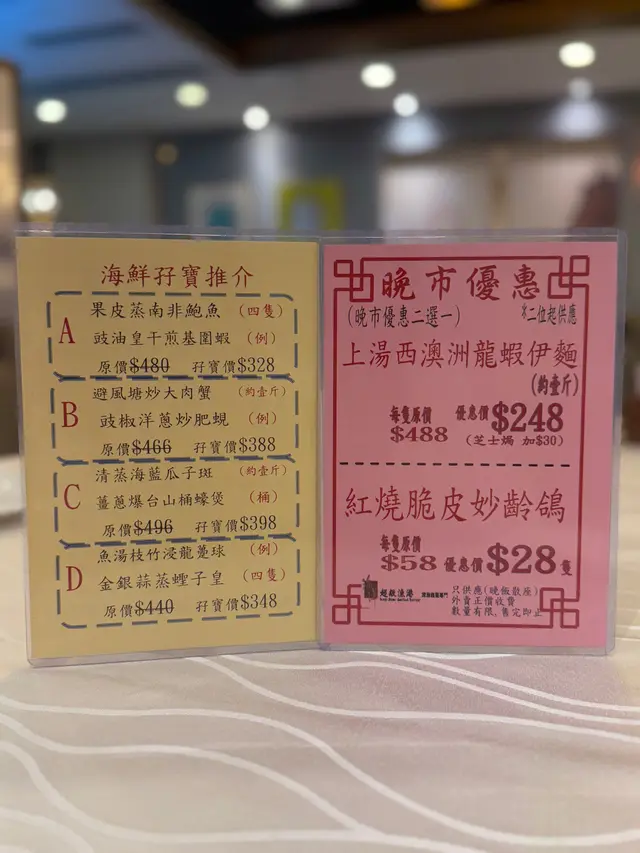 海鮮孖寶推介
A
果皮蒸南非鮑魚 (四隻)
豉油皇干煎基圍蝦 (例)
原價$480 孖寶價$328
B
避風塘炒大肉蟹 (約壹斤)
豉椒洋蔥炒肥蜆 (例)
原價$466 孖寶價$388
C
清蒸海藍瓜子斑 (約壹斤)
薑蔥爆台山桶蠔煲 (桶)
原價$496 孖寶價$398
D
魚湯枝竹浸龍躉球 (例)
金銀蒜蒸蟶子皇 (四隻)
原價$440 孖寶價$348
晚市優惠
(晚市優惠二選一) *二位起供應
上湯西澳洲龍蝦伊麵
(約壹斤)
每隻原價 $488 優惠價$248
(芝士焗 加$30)
紅燒脆皮妙齡鴿
每隻原價 $58 優惠價$28隻
超級漁港
只供應(晚飯散座)
外賣正價收費
數量有限,售完即止